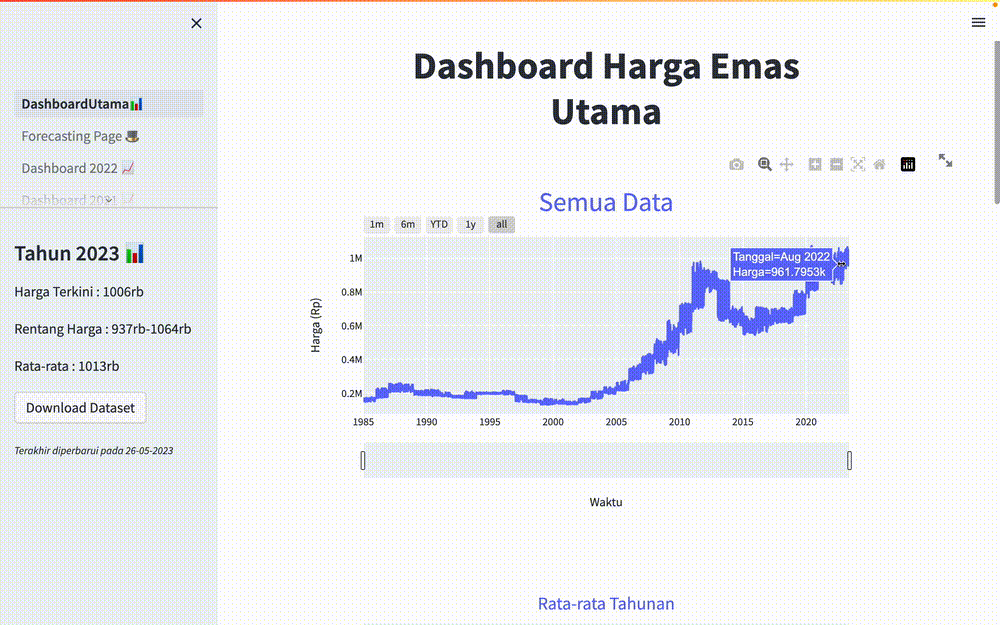 DashboardUtama📊
Forecasting Page 🎩
Dashboard 2022 📈
Dashboard 2021
Tahun 2023 📊
Harga Terkini : 1006rb
Rentang Harga : 937rb-1064rb
Rata-rata : 1013rb
Download Dataset
Terakhir diperbarui pada 26-05-2023
Dashboard Harga Emas
Utama
Semua Data
1m 6m YTD 1y all
Tanggal=Aug 2022
Harga=961.7953k
1M
0.8M
0.6M
0.4M
0.2M
Harga (Rp)
1985 1990 1995 2000 2005 2010 2015 2020
Waktu
Rata-rata Tahunan